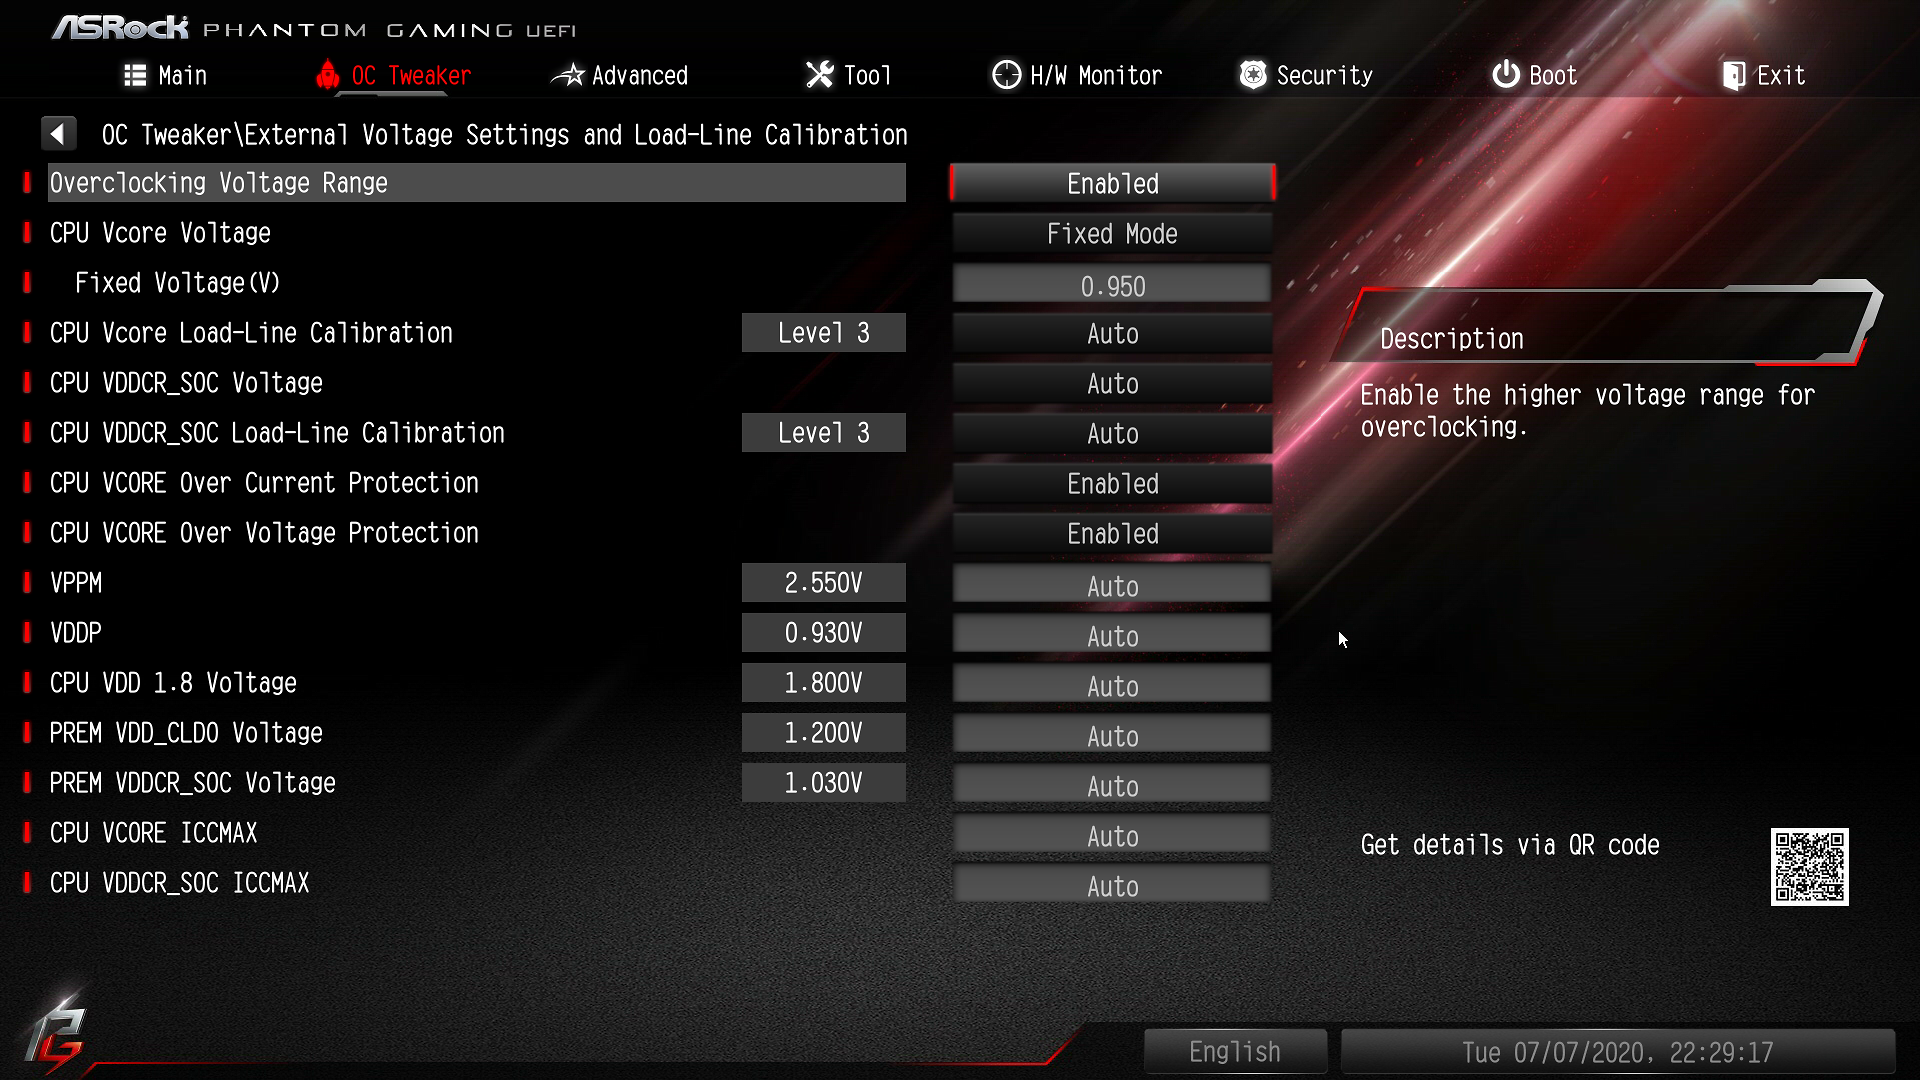 ASRock PHANTOM GAMING UEFI
Main OC Tweaker Advanced Tool H/W Monitor Security Boot Exit
OC Tweaker\External Voltage Settings and Load-Line Calibration
Overclocking Voltage Range Enabled
CPU Vcore Voltage Fixed Mode
Fixed Voltage(V) 0.950
CPU Vcore Load-Line Calibration Level 3 Auto
CPU VDDCR_SOC Voltage Auto
CPU VDDCR_SOC Load-Line Calibration Level 3 Auto
CPU VCORE Over Current Protection Enabled
CPU VCORE Over Voltage Protection Enabled
VPPM 2.550V Auto
VDDP 0.930V Auto
CPU VDD 1.8 Voltage 1.800V Auto
PREM VDD_CLDO Voltage 1.200V Auto
PREM VDDCR_SOC Voltage 1.030V Auto
CPU VCORE ICCMAX Auto
CPU VDDCR_SOC ICCMAX Auto
Description
Enable the higher voltage range for
overclocking.
Get details via QR code
English Tue 07/07/2020, 22:29:17